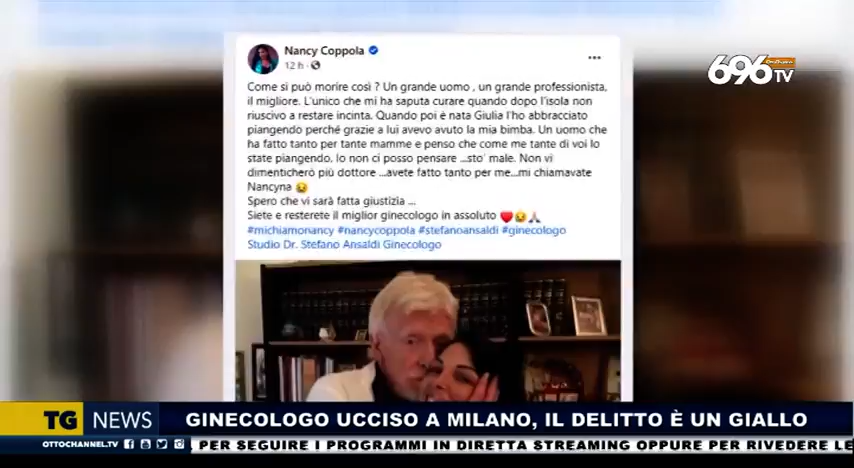 Nancy Coppola
12 h
696
TV
Come si può morire così ? Un grande uomo , un grande professionista,
il migliore. L'unico che mi ha saputa curare quando dopo l'isola non
riuscivo a restare incinta. Quando poi è nata Giulia l'ho abbracciato
piangendo perché grazie a lui avevo avuto la mia bimba. Un uomo che
ha fatto tanto per tante mamme e penso che come me tante di voi lo
state piangendo. Io non ci posso pensare ...sto' male. Non vi
dimenticherò più dottore ...avete fatto tanto per me...mi chiamavate
Nancyna 😢
Spero che vi sarà fatta giustizia ...
Siete e resterete il miglior ginecologo in assoluto ❤️😢🙏🏻
#michiamonancy #nancycoppola #stefanoansaldi #ginecologo
Studio Dr. Stefano Ansaldi Ginecologo
TG NEWS
GINECOLOGO UCCISO A MILANO, IL DELITTO È UN GIALLO
OTTOCHANNEL.TV
PER SEGUIRE I PROGRAMMI IN DIRETTA STREAMING OPPURE PER RIVEDERE LE